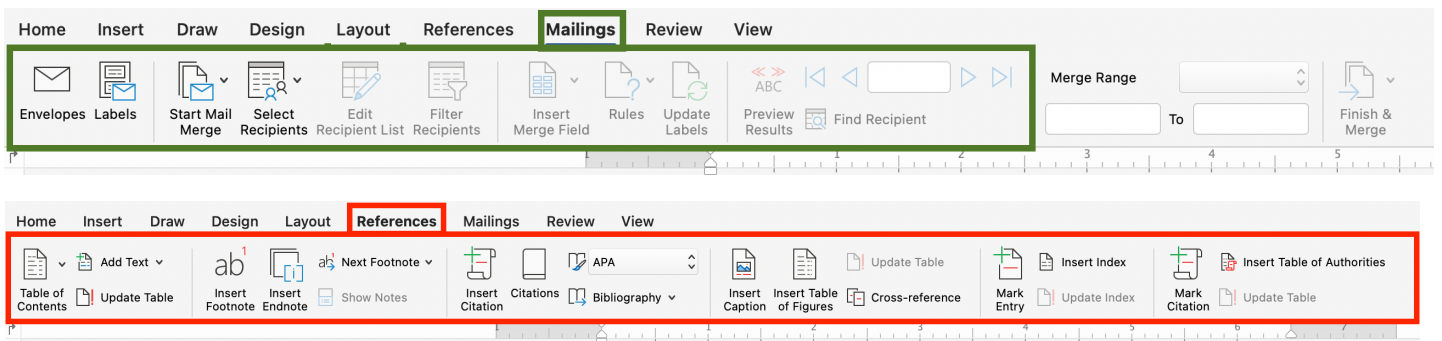 Home Insert Draw Design Layout References Mailings Review View
ABC
Merge Range
Envelopes Labels Start Mail Select Edit Filter Insert Rules Update Preview Find Recipient To Finish &
Merge Recipients Recipient List Recipients Merge Field Labels Results Merge
1 1 2 3 4 5
Home Insert Draw Design Layout References Mailings Review View
Add Text ab1 ab1 Next Footnote APA Update Table Insert Index Insert Table of Authorities
Table of Update Table Insert Insert Show Notes Insert Citations Bibliography Insert Insert Table Cross-reference Mark Update Index Mark Update Table
Contents Footnote Endnote Citation Caption of Figures Entry Citation
1 1 2 3 4 5 6 7